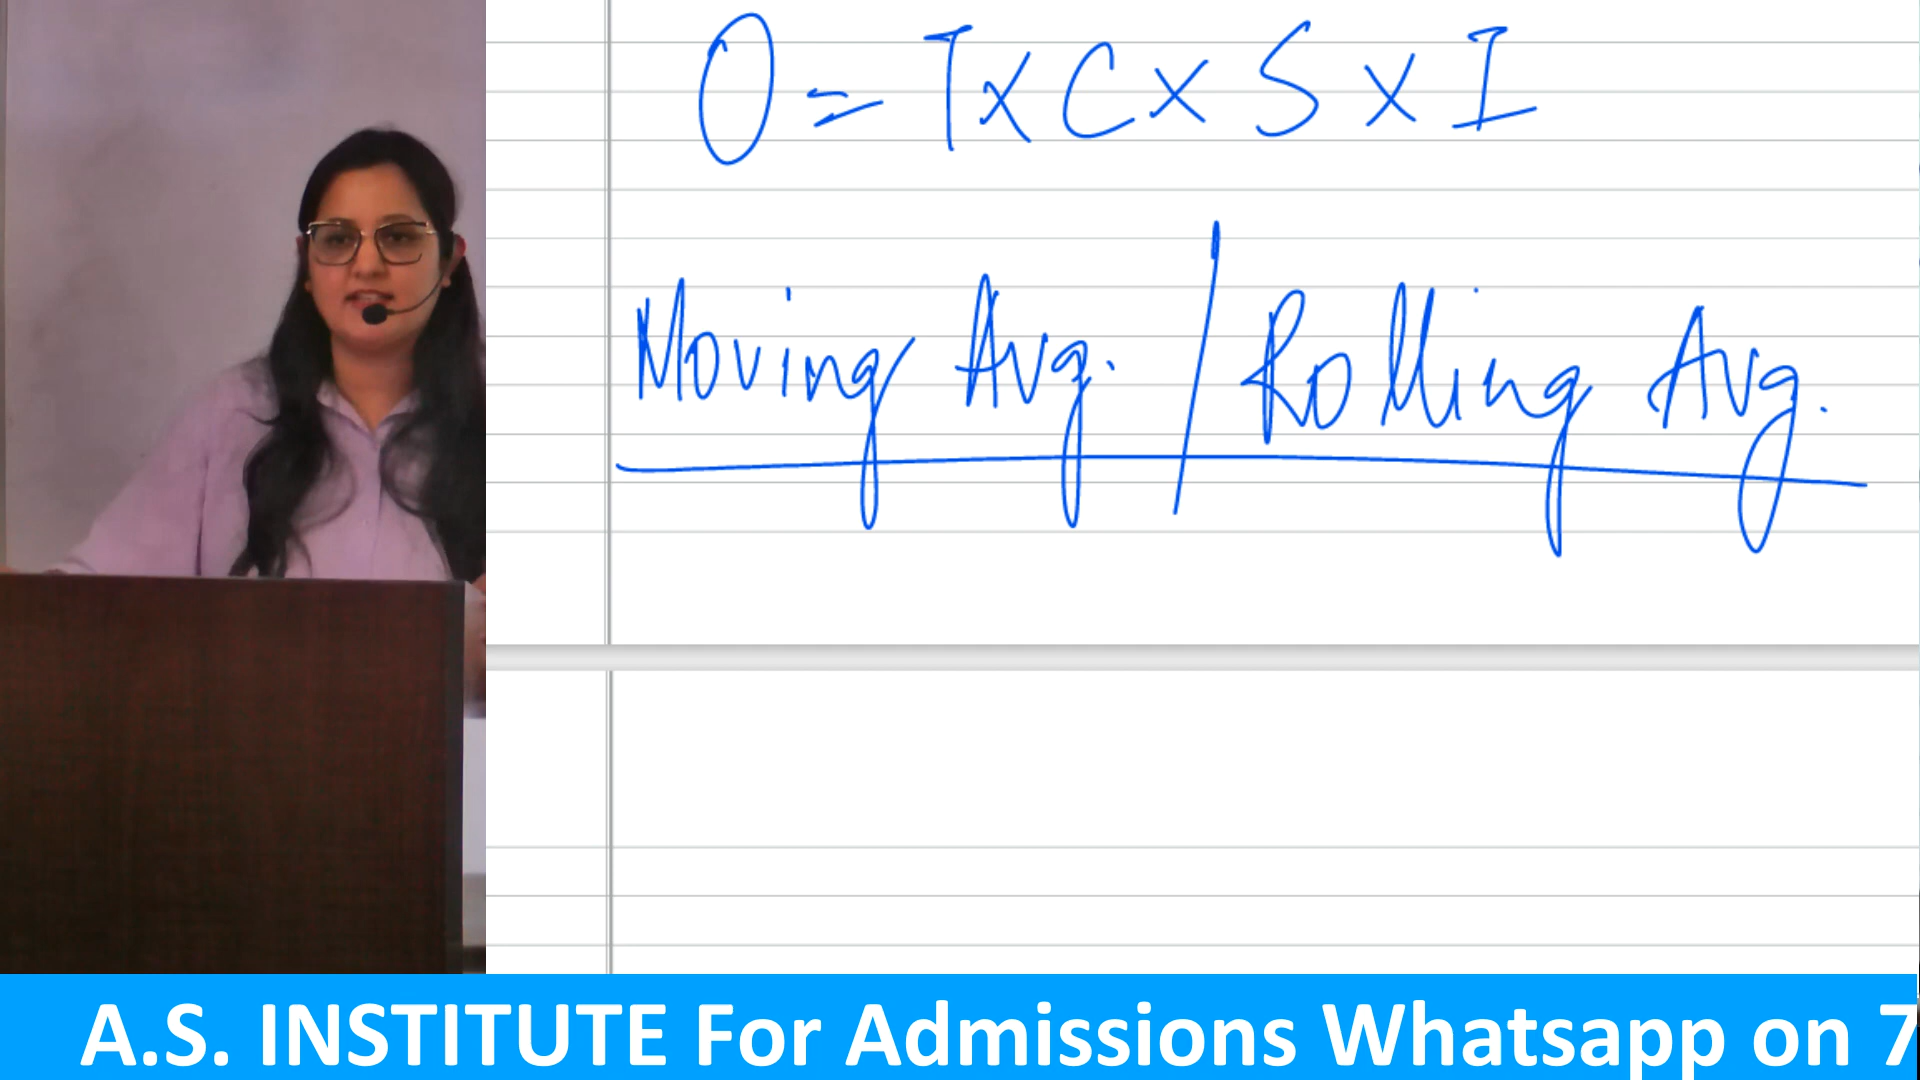 O = T x C x S x I
Moving Avg. / Rolling Avg.
A.S. INSTITUTE For Admissions Whatsapp on 7